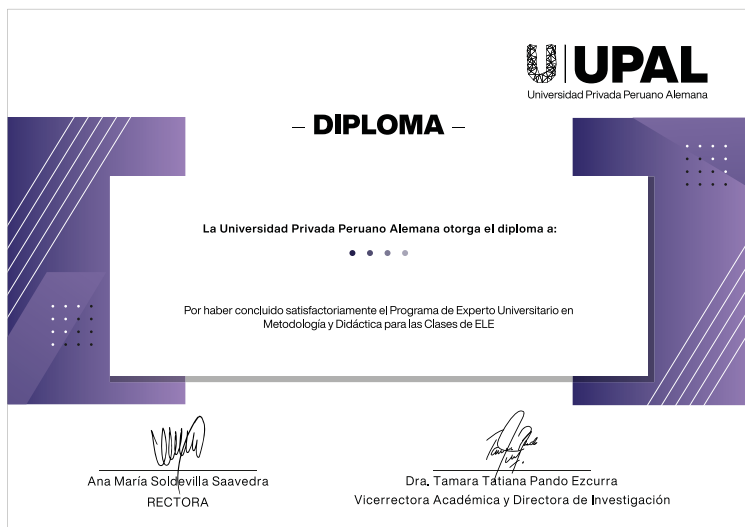 UPAL
Universidad Privada Peruano Alemana
– DIPLOMA –
La Universidad Privada Peruano Alemana otorga el diploma a:
Por haber concluido satisfactoriamente el Programa de Experto Universitario en
Metodología y Didáctica para las Clases de ELE
Ana María Soldevilla Saavedra
RECTORA
Dra. Tamara Tatiana Pando Ezcurra
Vicerrectora Académica y Directora de Investigación